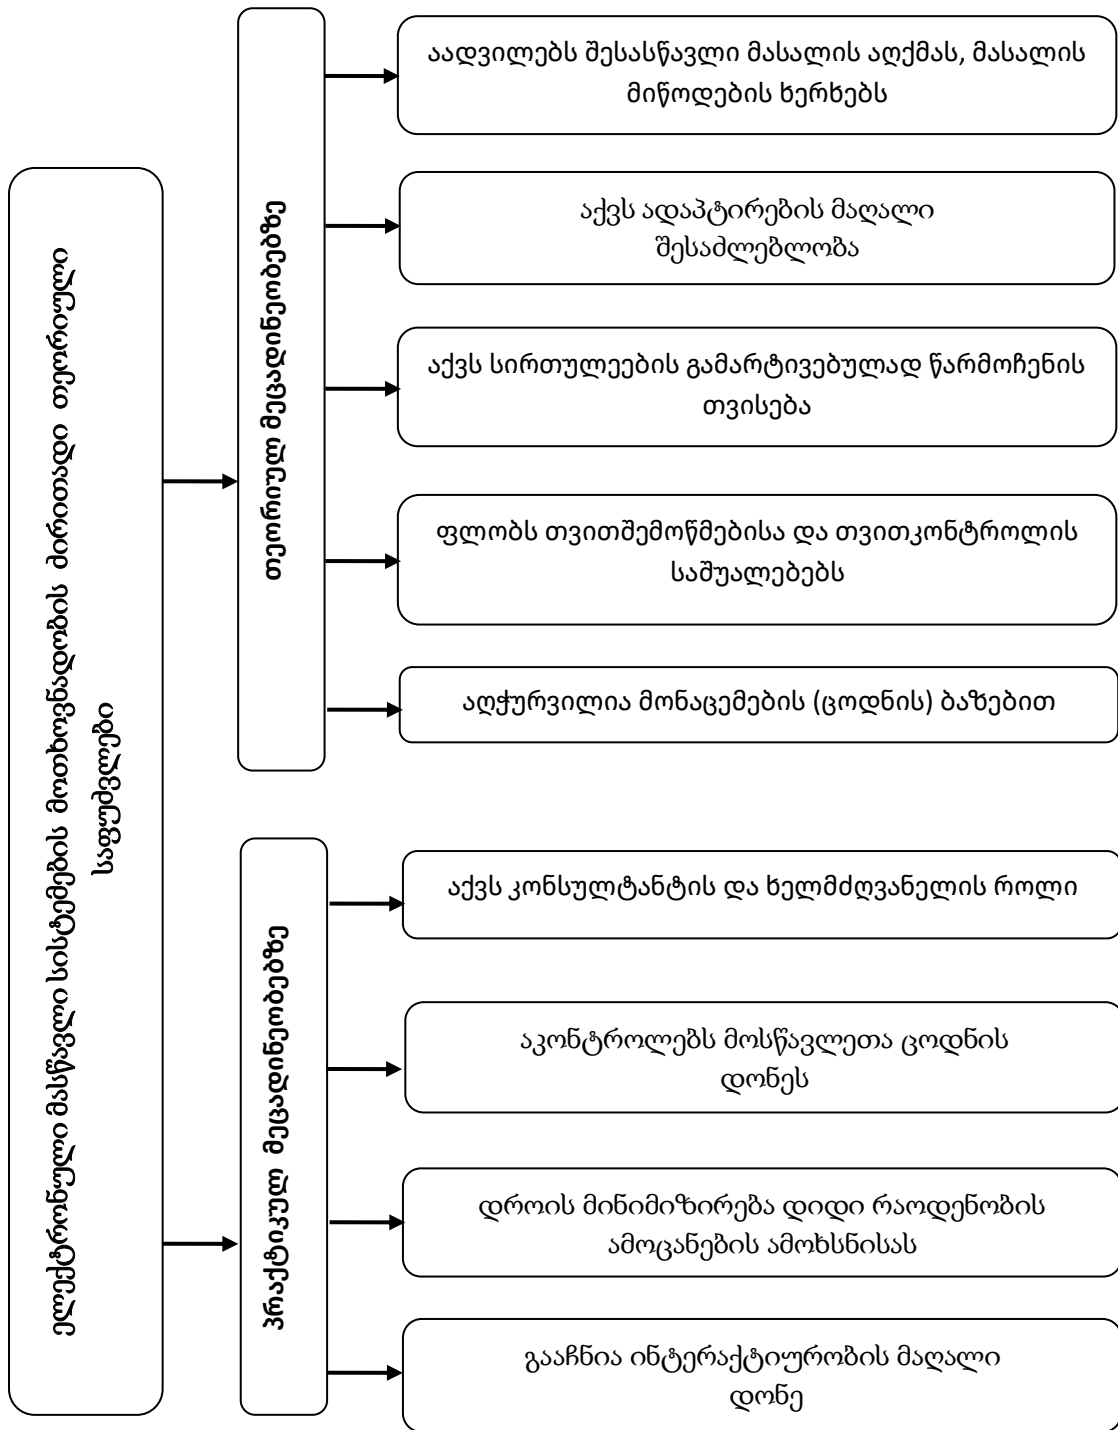 ელექტრონული მასწავლი სისტემების მოთხოვნადობის ძირითადი თეორიული
საფუძვლები
თეორიულ მეცადინეობებზე
აადვილებს შესასწავლი მასალის აღქმას, მასალის
მიწოდების ხერხებს
აქვს ადაპტირების მაღალი
შესაძლებლობა
აქვს სირთულეების გამარტივებულად წარმოჩენის
თვისება
ფლობს თვითშემოწმებისა და თვითკონტროლის
საშუალებებს
აღჭურვილია მონაცემების (ცოდნის) ბაზებით
პრაქტიკულ მეცადინეობებზე
აქვს კონსულტანტის და ხელმძღვანელის როლი
აკონტროლებს მოსწავლეთა ცოდნის
დონეს
დროის მინიმიზირება დიდი რაოდენობის
ამოცანების ამოხსნისას
გააჩნია ინტერაქტიურობის მაღალი
დონე